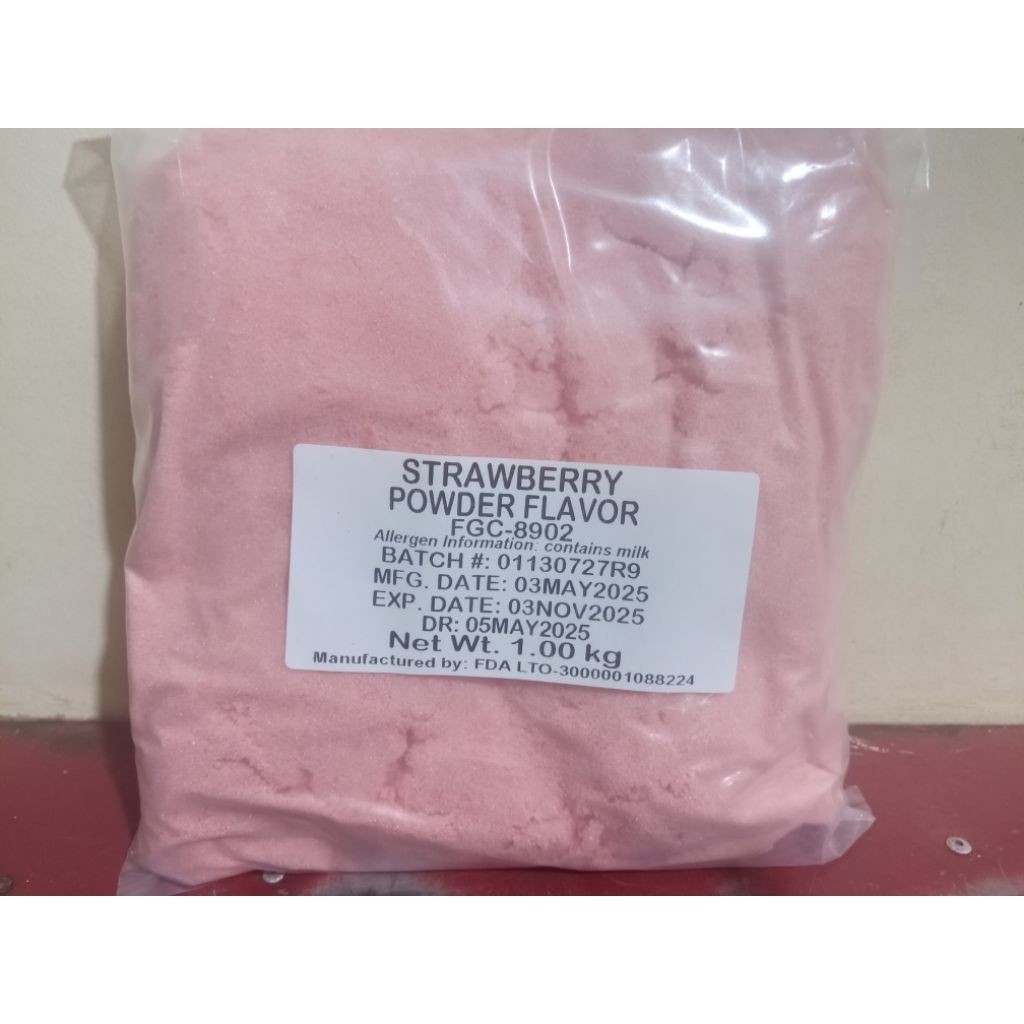 STRAWBERRY
POWDER FLAVOR
FGC-8902
Allergen Information: contains milk
BATCH #: 01130727R9
MFG. DATE: 03MAY2025
EXP. DATE: 03NOV2025
DR: 05MAY2025
Net Wt. 1.00 kg
Manufactured by: FDA LTO-3000001088224